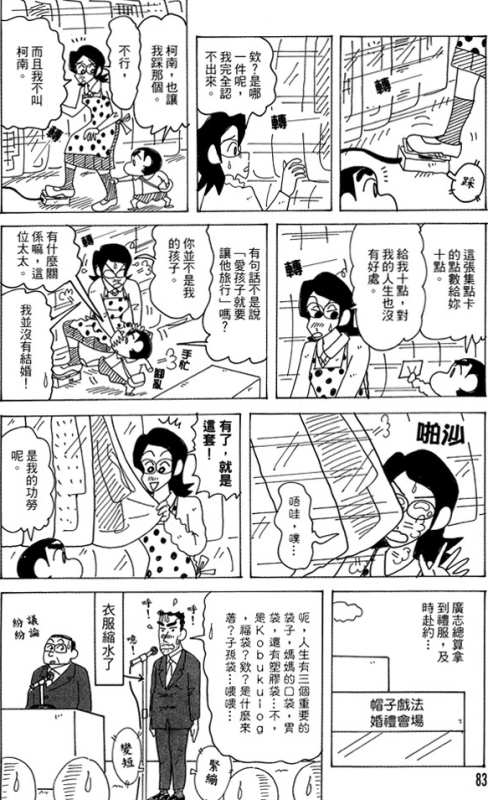 轉
踩
欸?是哪
一件呢,
我完全認
不出來。
轉
柯南,也讓
我踩那個。
不行,
而且我不叫
柯南。
轉
這張集點卡
的點數給妳
十點。
給我十點,對
我的人生也沒
有好處。
轉
有句話不是說
「愛孩子就要
讓他旅行」嗎?
你並不是我
的孩子。
轉
有什麼關
係嘛,這
位太太。
手忙
腳亂
我並沒有結婚!
啪汕
唔哇,噗…
有了,就是
這套!
是我的功勞
呢。
廣志總算拿
到禮服,及
時赴約…
帽子戲法
婚禮會場
呃,人生有三個重要的
袋子,媽媽的口袋,胃
袋,還有塑膠袋…不,
是Kobukuiog
,福袋?欸?是什麼來
著?子孫袋…噗噗…
呼!
呼!
緊繃
變短
衣服縮水了
議論
紛紛
83